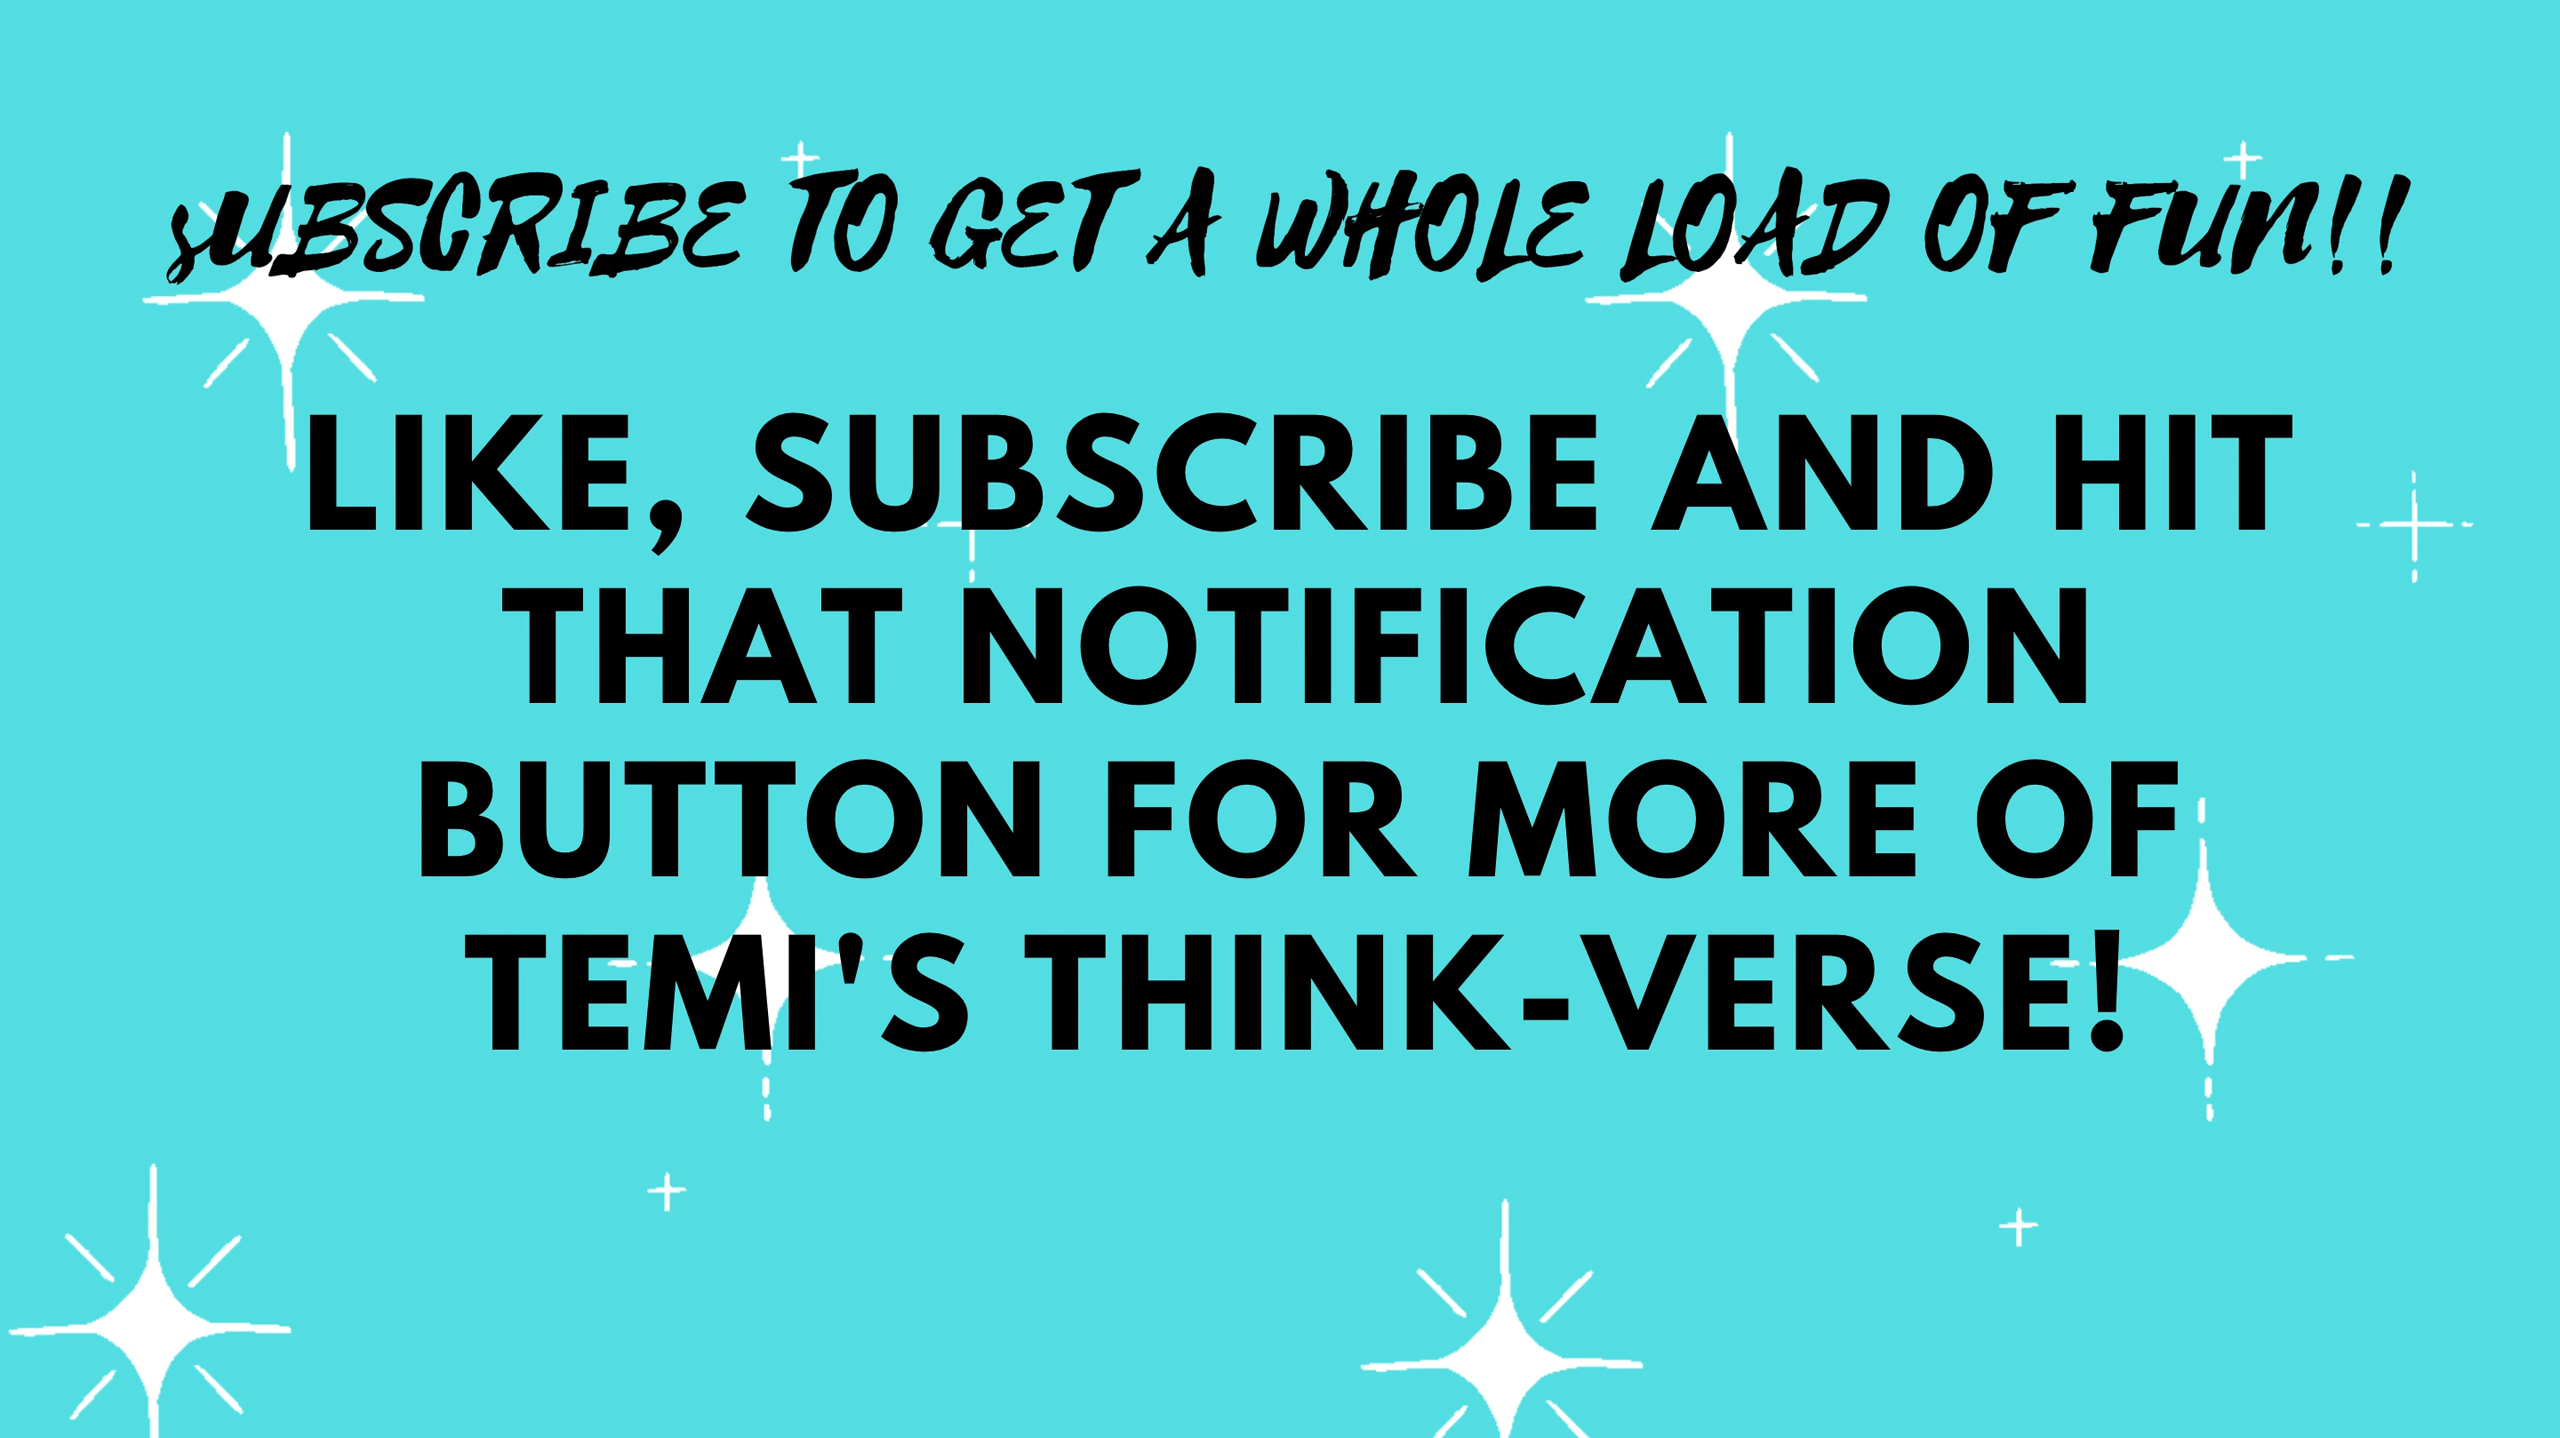 sUBSCRIBE TO GET A WHOLE LOAD OF FUN!!
LIKE, SUBSCRIBE AND HIT
THAT NOTIFICATION
BUTTON FOR MORE OF
TEMI'S THINK-VERSE!